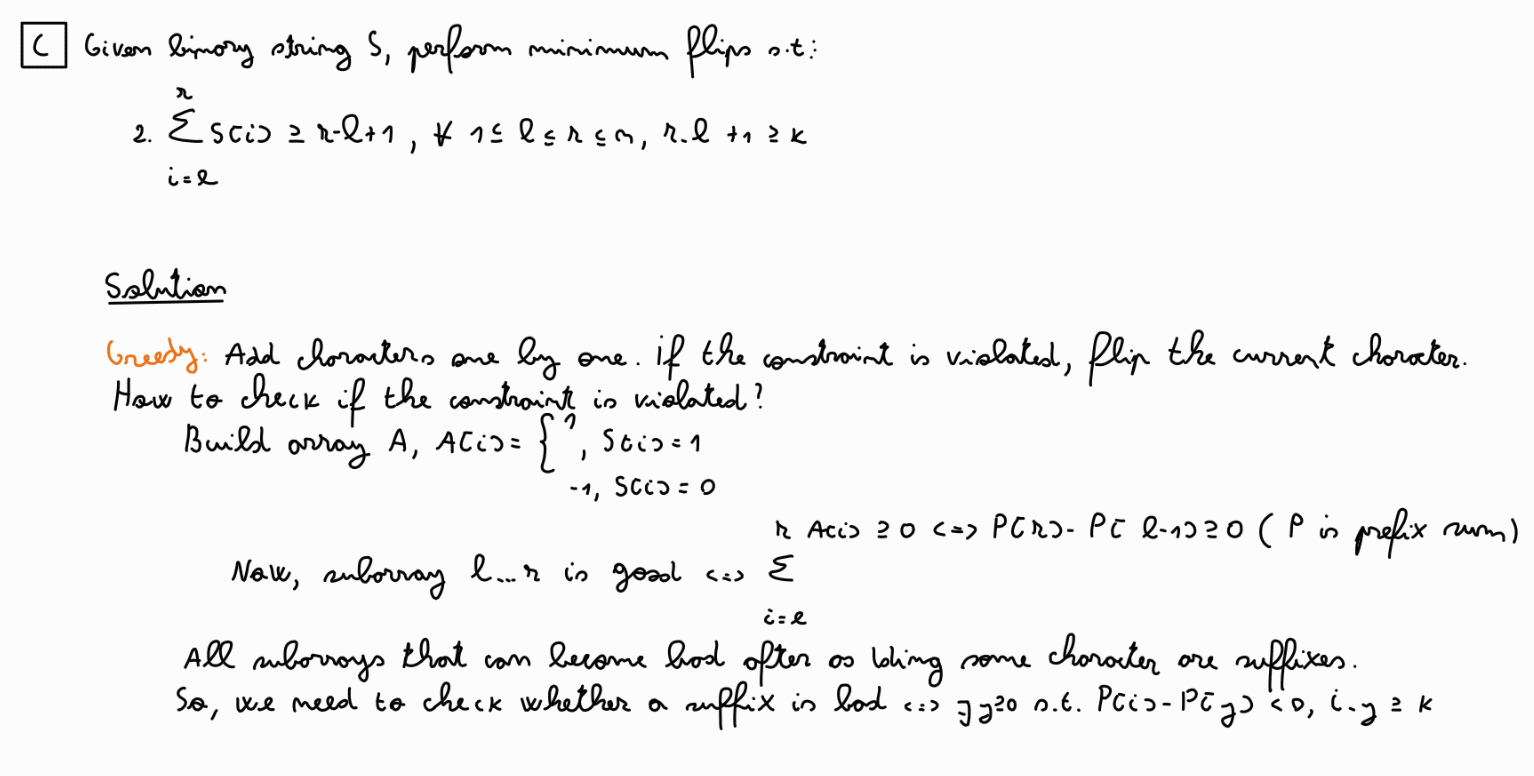 C Given binary string S, perform minimum flips s.t:
r
2. Σ S[i] ≥ r-l+1, ∀ 1 ≤ l ≤ r ≤ n, r-l+1 ≥ k
i=l
Solution
Greedy: Add characters one by one. if the constraint is violated, flip the current character.
How to check if the constraint is violated?
Build array A, A[i] = { 1, S[i] = 1
-1, S[i] = 0
r A[i] ≥ 0 <=> P[r] - P[l-1] ≥ 0 ( P is prefix sum)
Now, subarray l...r is good <=> Σ
i=l
All subarrays that can become bad after adding some character are suffixes.
So, we need to check whether a suffix is bad <=> ∃ j≥0 s.t. P[i] - P[j] < 0, i-j ≥ k